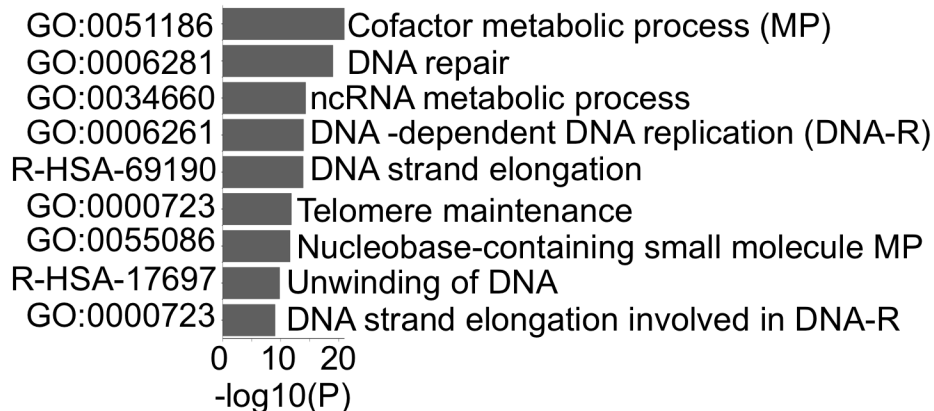 GO:0051186 Cofactor metabolic process (MP)
GO:0006281 DNA repair
GO:0034660 ncRNA metabolic process
GO:0006261 DNA -dependent DNA replication (DNA-R)
R-HSA-69190 DNA strand elongation
GO:0000723 Telomere maintenance
GO:0055086 Nucleobase-containing small molecule MP
R-HSA-17697 Unwinding of DNA
GO:0000723 DNA strand elongation involved in DNA-R
0 10 20
-log10(P)